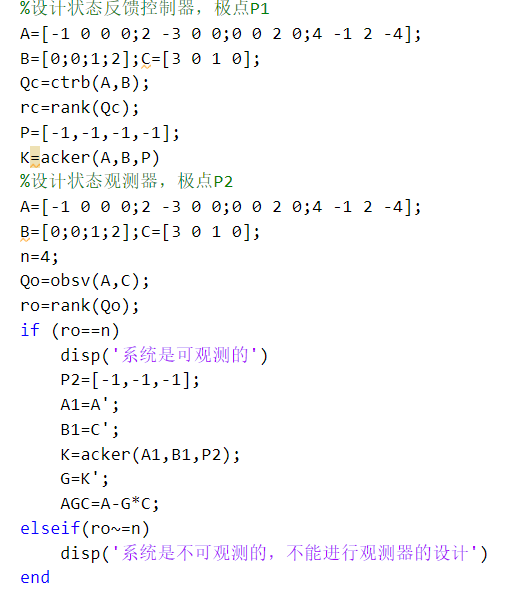 %设计状态反馈控制器，极点P1
A=[-1 0 0 0;2 -3 0 0;0 0 2 0;4 -1 2 -4];
B=[0;0;1;2];C=[3 0 1 0];
Qc=ctrb(A,B);
rc=rank(Qc);
P=[-1,-1,-1,-1];
K=acker(A,B,P)
%设计状态观测器，极点P2
A=[-1 0 0 0;2 -3 0 0;0 0 2 0;4 -1 2 -4];
B=[0;0;1;2];C=[3 0 1 0];
n=4;
Qo=obsv(A,C);
ro=rank(Qo);
if (ro==n)
    disp('系统是可观测的')
    P2=[-1,-1,-1];
    A1=A';
    B1=C';
    K=acker(A1,B1,P2);
    G=K';
    AGC=A-G*C;
elseif(ro~=n)
    disp('系统是不可观测的，不能进行观测器的设计')
end